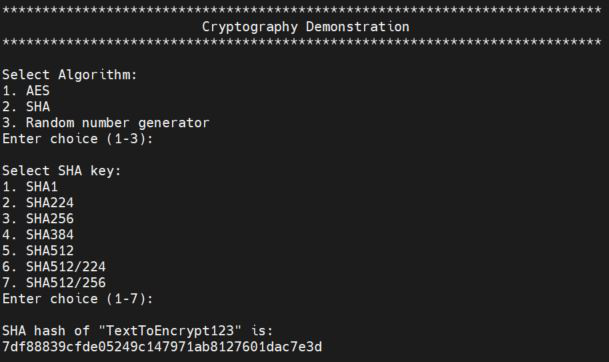 ***************************************************************************
Cryptography Demonstration
***************************************************************************
Select Algorithm:
1. AES
2. SHA
3. Random number generator
Enter choice (1-3):
Select SHA key:
1. SHA1
2. SHA224
3. SHA256
4. SHA384
5. SHA512
6. SHA512/224
7. SHA512/256
Enter choice (1-7):
SHA hash of "TextToEncrypt123" is:
7df88839cfde05249c147971ab8127601dac7e3d